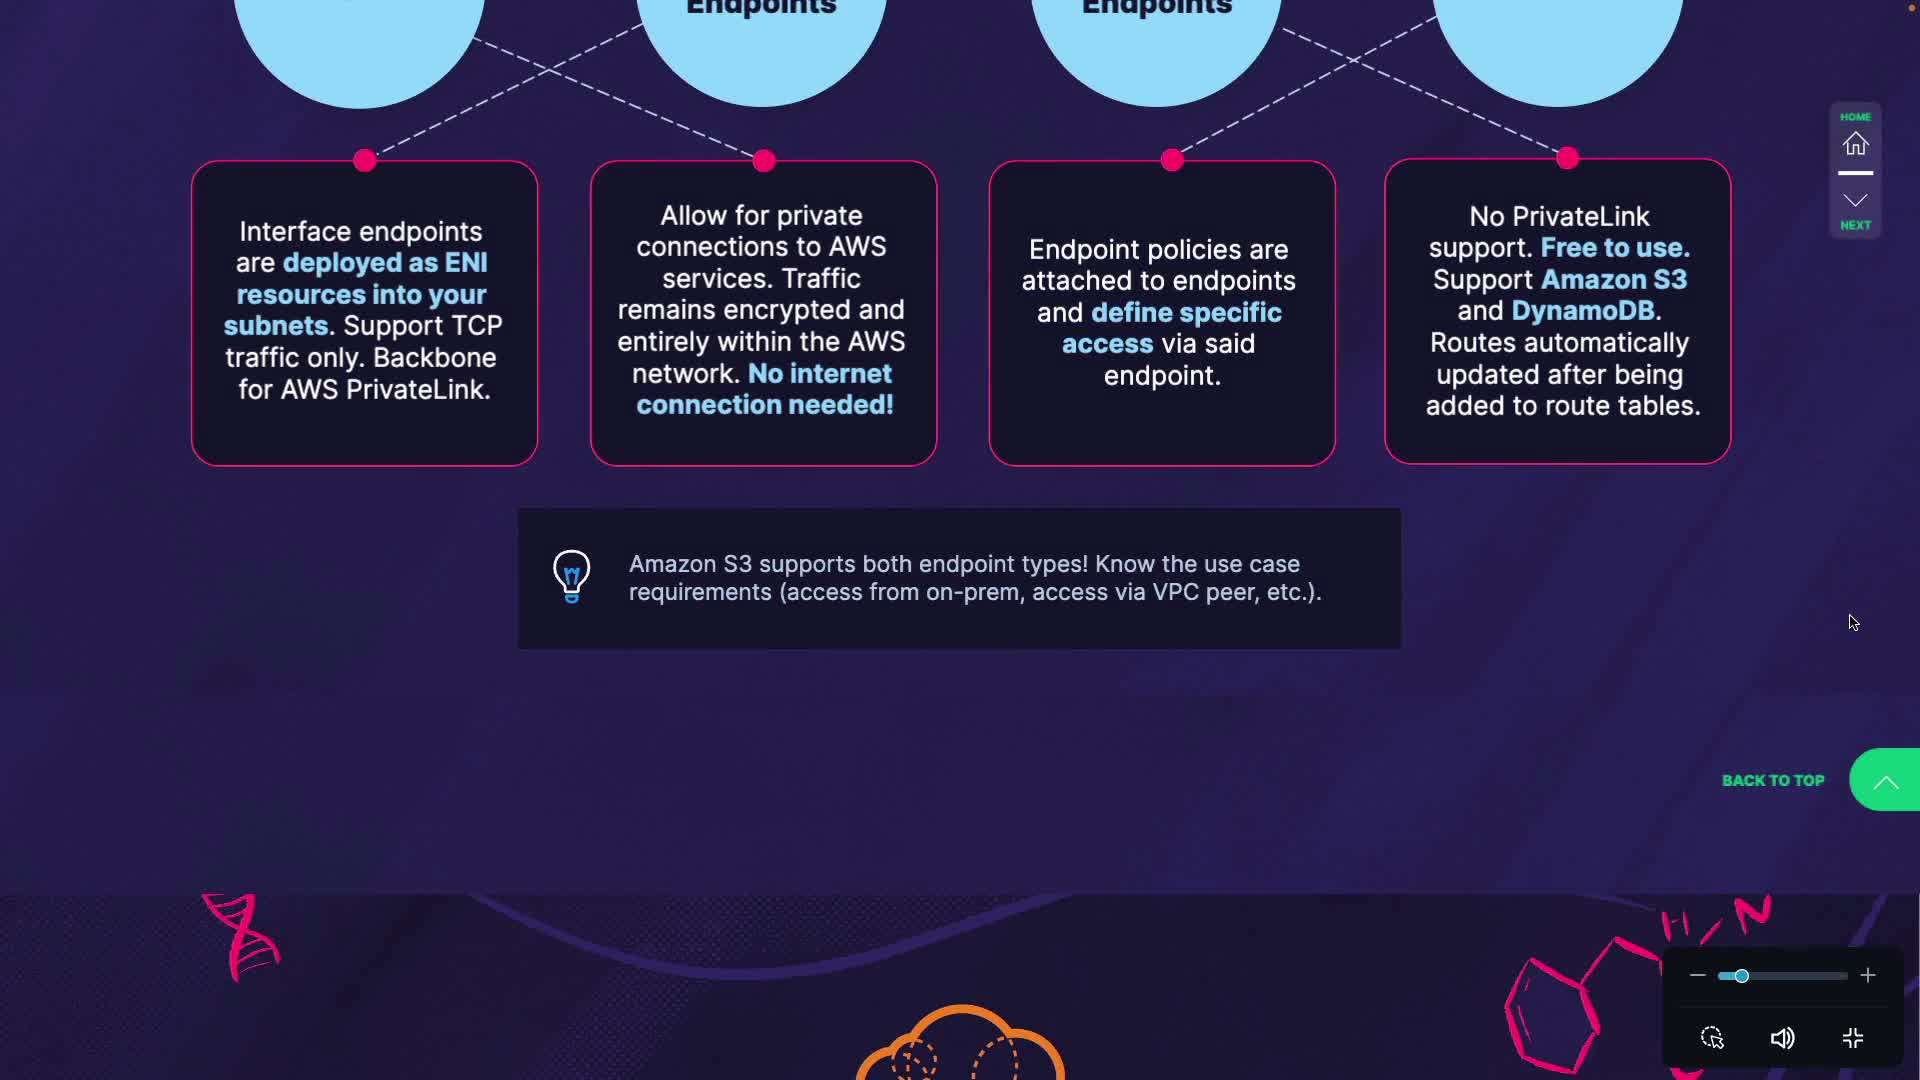 Endpoints
Endpoints
Interface endpoints
are deployed as ENI
resources into your
subnets. Support TCP
traffic only. Backbone
for AWS PrivateLink.
Allow for private
connections to AWS
services. Traffic
remains encrypted and
entirely within the AWS
network. No internet
connection needed!
Endpoint policies are
attached to endpoints
and define specific
access via said
endpoint.
No PrivateLink
support. Free to use.
Support Amazon S3
and DynamoDB.
Routes automatically
updated after being
added to route tables.
HOME
NEXT
Amazon S3 supports both endpoint types! Know the use case
requirements (access from on-prem, access via VPC peer, etc.).
BACK TO TOP
H N